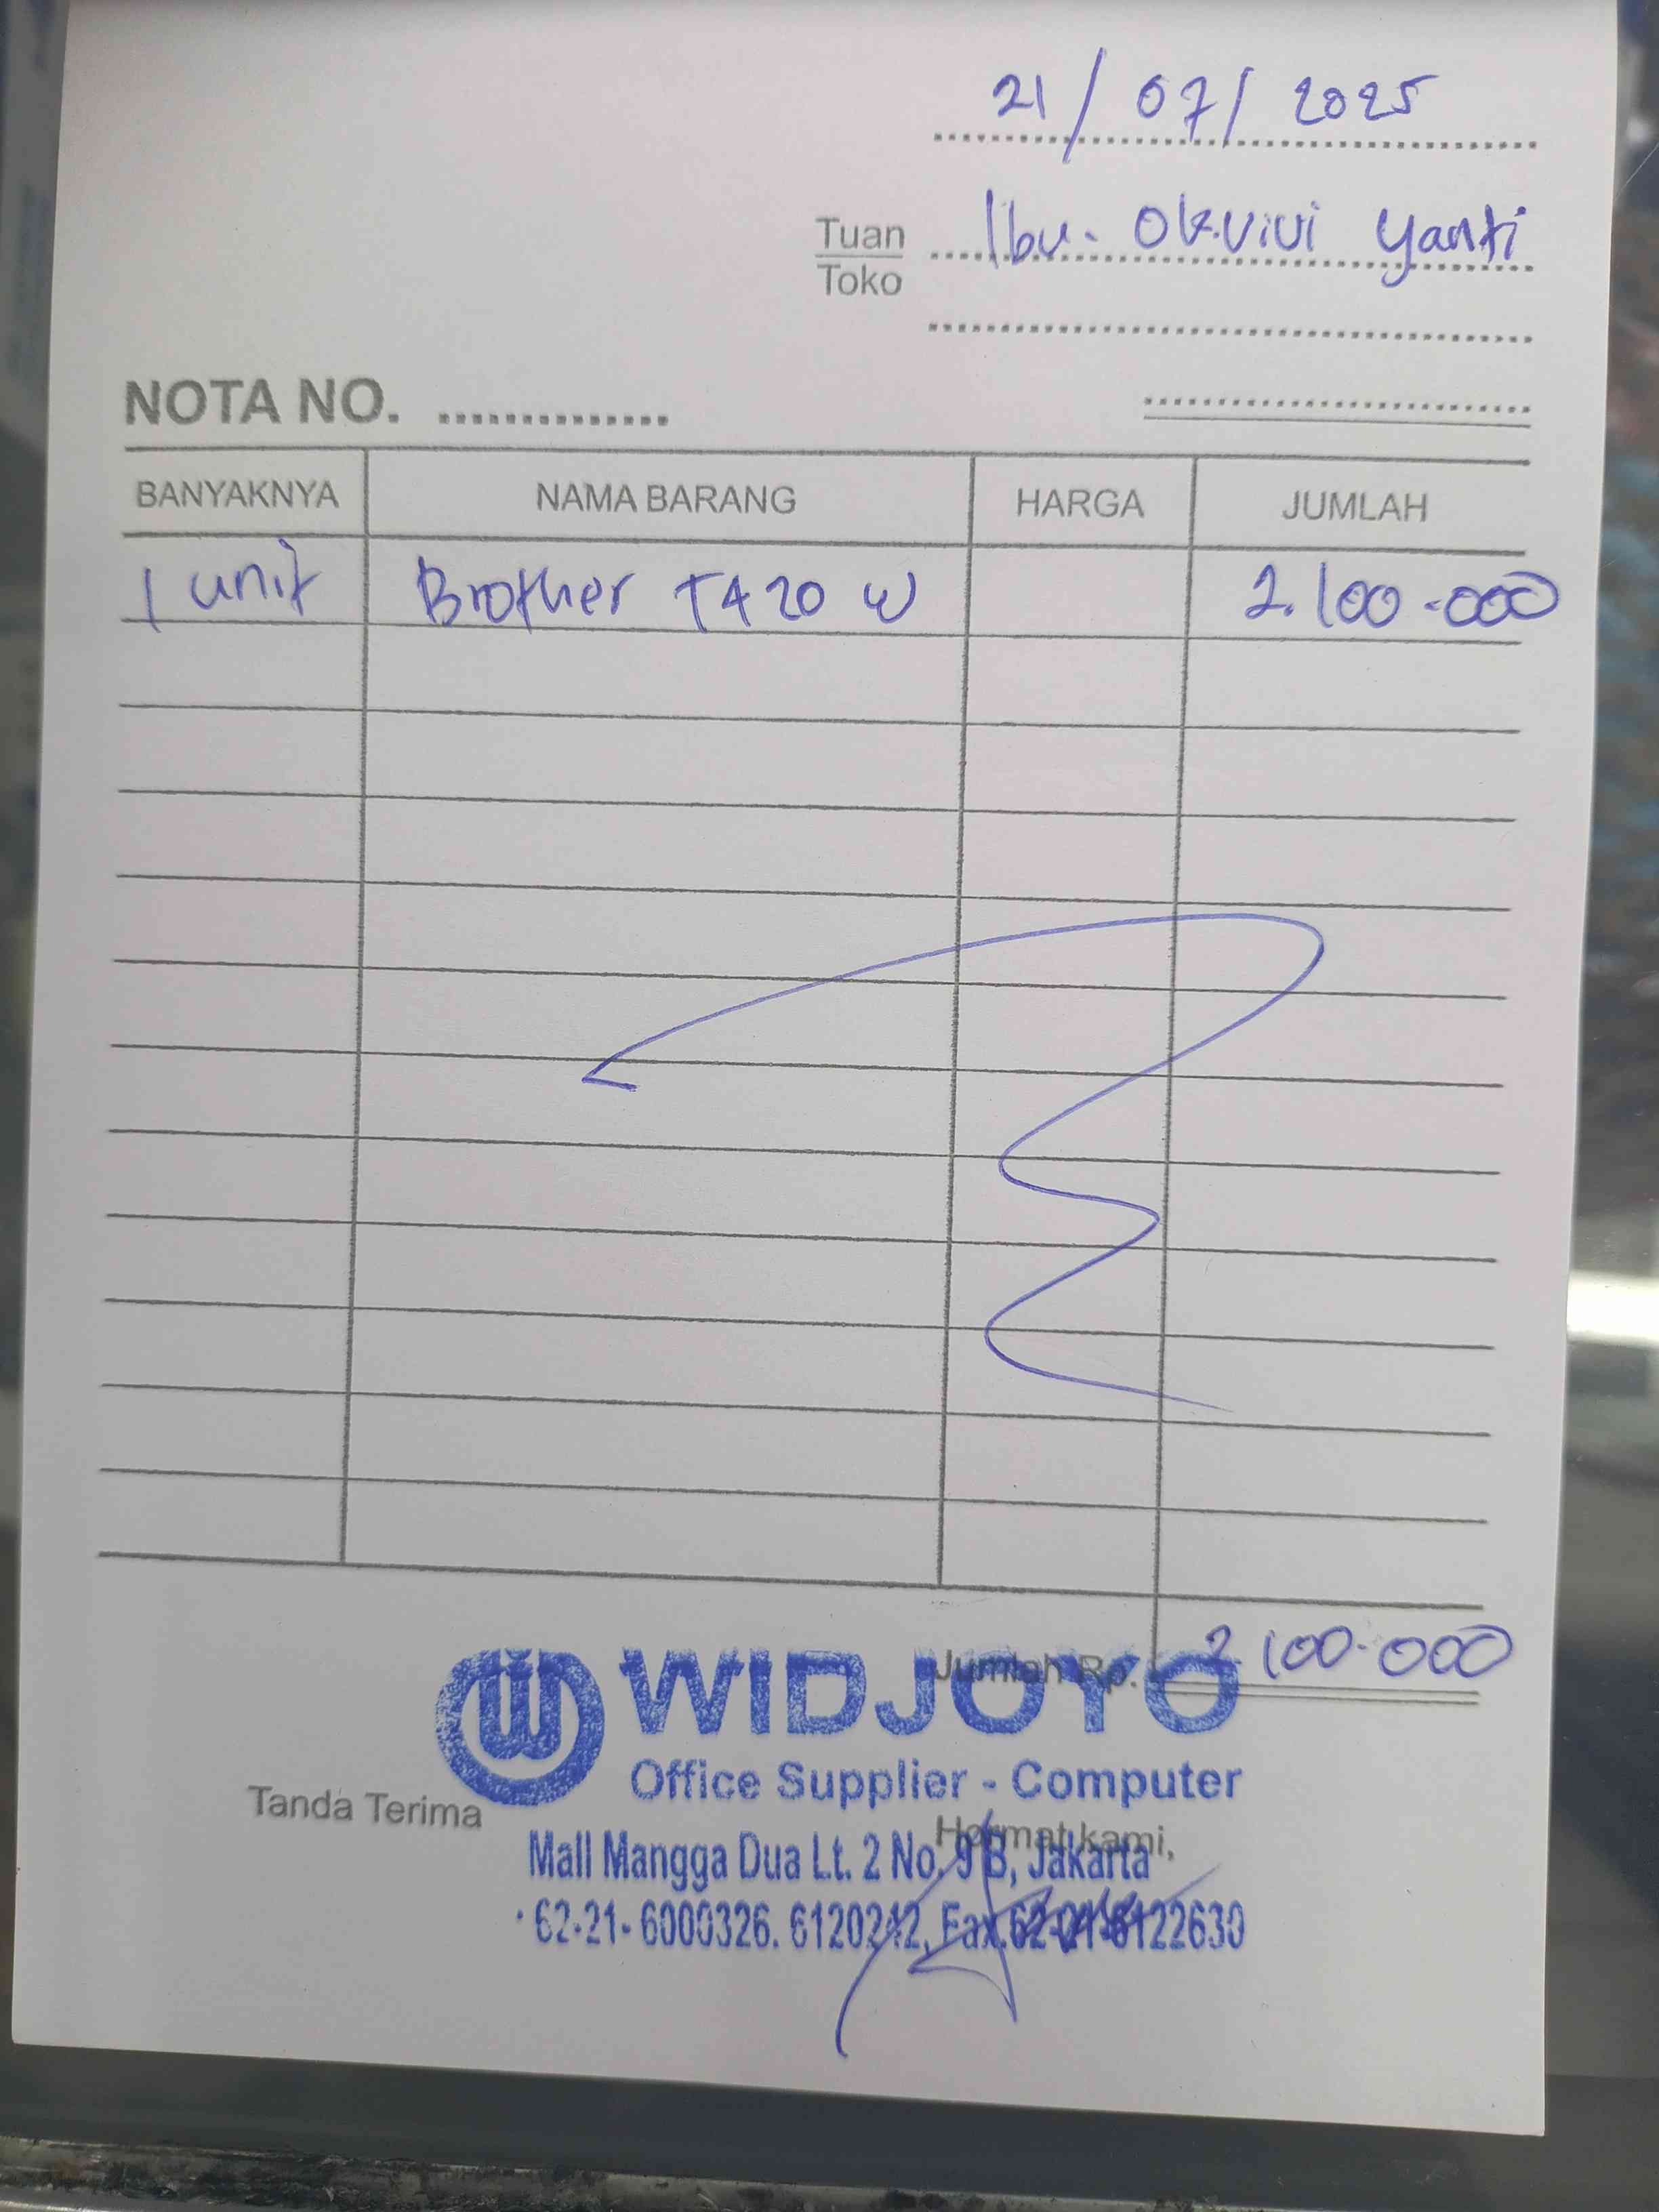 21/07/2025
Tuan Ibu. Okvivi Yanti
Toko
NOTA NO. ..............
BANYAKNYA NAMA BARANG HARGA JUMLAH
1 unit Brother T420 W 2.100.000
Jumlah Rp. 2.100.000
WIDJOYO
Office Supplier - Computer
Tanda Terima Hormat kami,
Mall Mangga Dua Lt. 2 No. 9 B, Jakarta
62-21- 6000326. 6120242, Fax.62-21-6122630